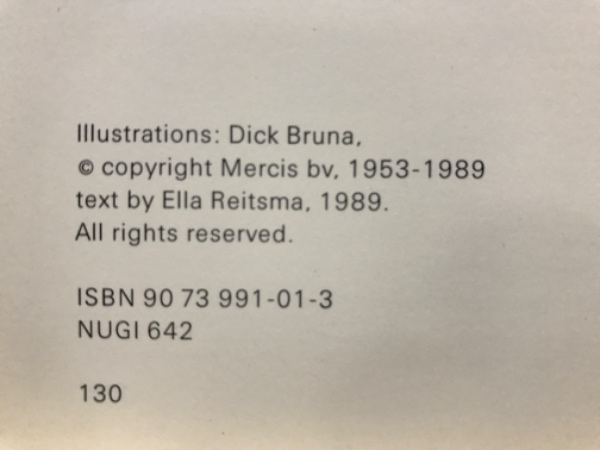 Illustrations: Dick Bruna,
© copyright Mercis bv, 1953-1989
text by Ella Reitsma, 1989.
All rights reserved.
ISBN 90 73 991-01-3
NUGI 642
130